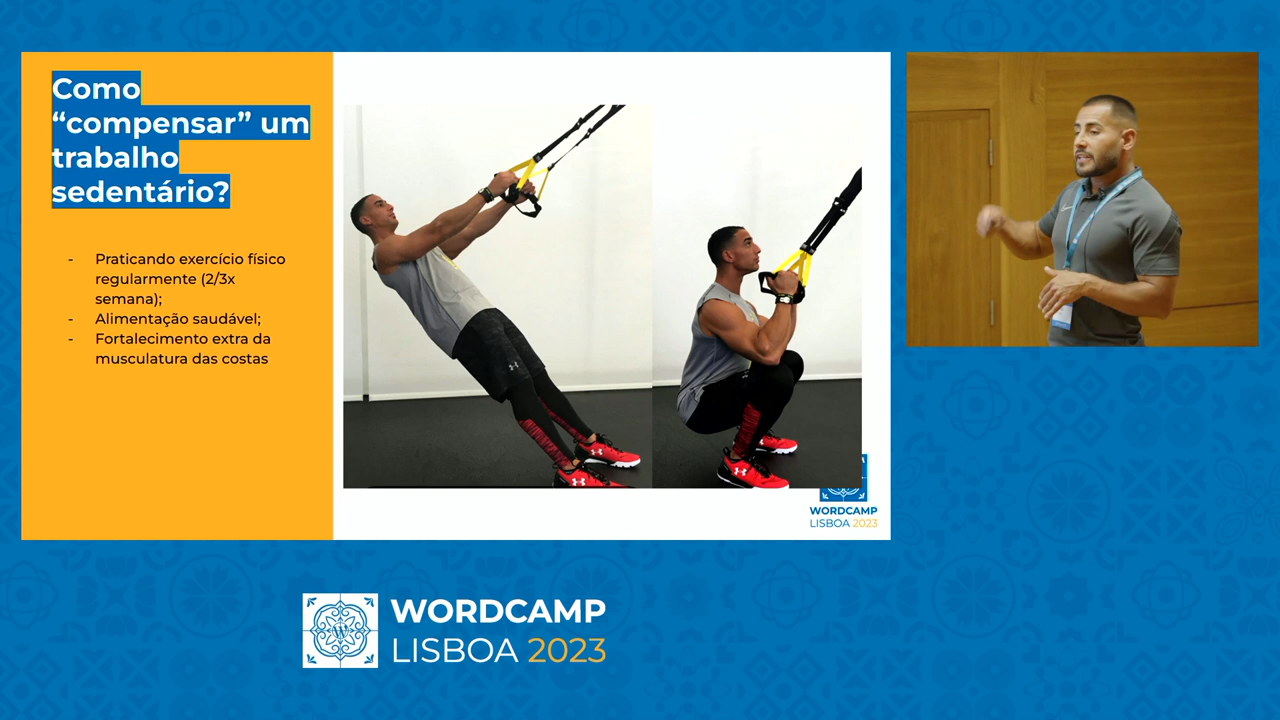 Como
“compensar” um
trabalho
sedentário?
- Praticando exercício físico
regularmente (2/3x
semana);
- Alimentação saudável;
- Fortalecimento extra da
musculatura das costas
WORDCAMP
LISBOA 2023
WORDCAMP
LISBOA 2023